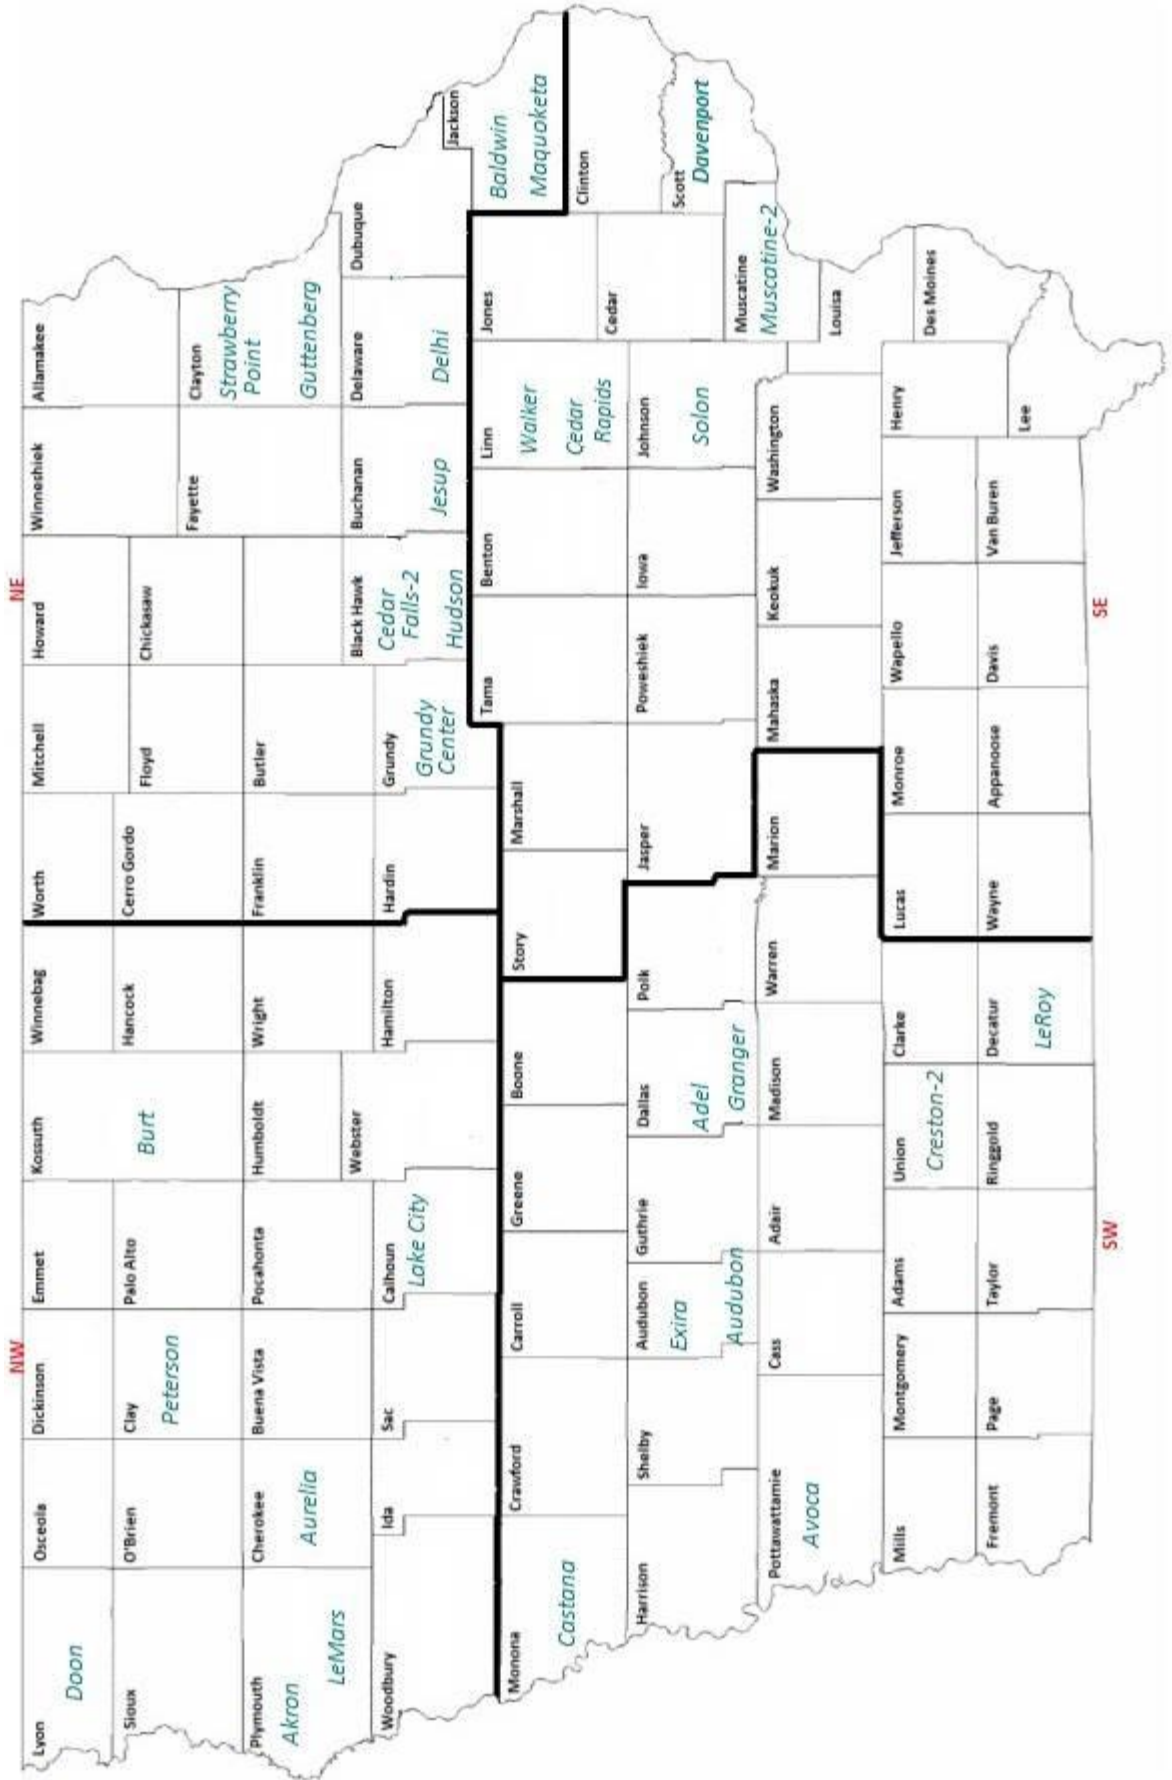 NW
NE
Lyon
Osceola
Dickinson
Emmet
Kossuth
Winnebag
Worth
Mitchell
Howard
Winneshiek
Allamakee
Doon
Sioux
O'Brien
Clay
Palo Alto
Hancock
Cerro Gordo
Floyd
Chickasaw
Peterson
Burt
Fayette
Clayton
Strawberry
Point
Guttenberg
Plymouth
Cherokee
Buena Vista
Pocahonta
Humboldt
Wright
Franklin
Butler
Akron
LeMars
Aurelia
Webster
Black Hawk
Buchanan
Delaware
Dubuque
Woodbury
Ida
Sac
Calhoun
Hamilton
Hardin
Grundy
Lake City
Grundy
Center
Cedar
Falls-2
Hudson
Jesup
Delhi
Jackson
Baldwin
Maquoketa
Monona
Crawford
Carroll
Greene
Boone
Story
Marshall
Tama
Benton
Linn
Jones
Castana
Walker
Cedar
Rapids
Clinton
Cedar
Harrison
Shelby
Audubon
Guthrie
Dallas
Polk
Jasper
Poweshiek
Iowa
Johnson
Scott
Exira
Audubon
Adel
Granger
Solon
Davenport
Muscatine
Muscatine-2
Pottawattamie
Cass
Adair
Madison
Warren
Marion
Mahaska
Keokuk
Washington
Louisa
Avoca
Mills
Montgomery
Adams
Union
Clarke
Lucas
Monroe
Wapello
Jefferson
Henry
Des Moines
Creston-2
Fremont
Page
Taylor
Ringgold
Decatur
Wayne
Appanoose
Davis
Van Buren
Lee
LeRoy
SW
SE